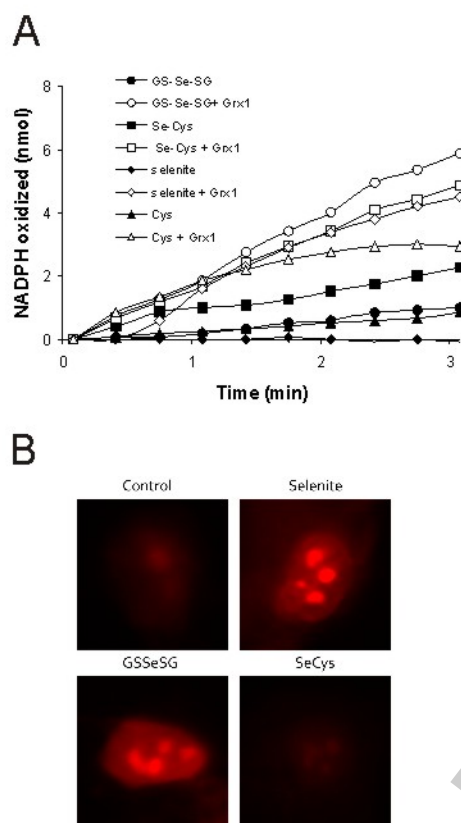 A
NADPH oxidized (nmol)
8
6
4
2
0
GS-Se-SG
GS-Se-SG+ Grx1
Se-Cys
Se-Cys + Grx1
selenite
selenite + Grx1
Cys
Cys + Grx1
0 1 2 3
Time (min)
B
Control Selenite
GSSeSG SeCys